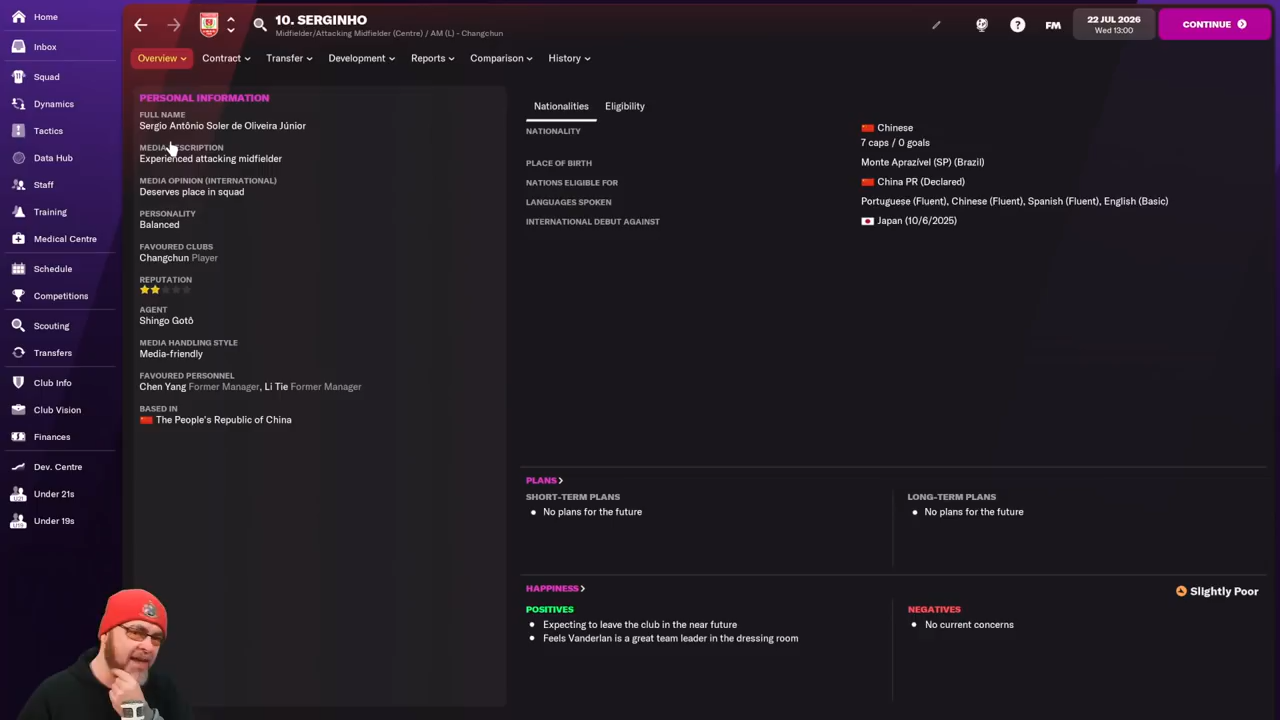 Home
Inbox
Squad
Dynamics
Tactics
Data Hub
Staff
Training
Medical Centre
Schedule
Competitions
Scouting
Transfers
Club Info
Club Vision
Finances
Dev. Centre
Under 21s
Under 19s
10. SERGINHO
Midfielder/Attacking Midfielder (Centre) / AM (L) - Changchun
FM
22 JUL 2026
Wed 13:00
CONTINUE
Overview
Contract
Transfer
Development
Reports
Comparison
History
PERSONAL INFORMATION
FULL NAME
Sergio Antônio Soler de Oliveira Júnior
MEDIA DESCRIPTION
Experienced attacking midfielder
MEDIA OPINION (INTERNATIONAL)
Deserves place in squad
PERSONALITY
Balanced
FAVOURED CLUBS
Changchun Player
REPUTATION
AGENT
Shingo Gotô
MEDIA HANDLING STYLE
Media-friendly
FAVOURED PERSONNEL
Chen Yang Former Manager, Li Tie Former Manager
BASED IN
The People's Republic of China
Nationalities
Eligibility
NATIONALITY
Chinese
7 caps / 0 goals
PLACE OF BIRTH
Monte Aprazível (SP) (Brazil)
NATIONS ELIGIBLE FOR
China PR (Declared)
LANGUAGES SPOKEN
Portuguese (Fluent), Chinese (Fluent), Spanish (Fluent), English (Basic)
INTERNATIONAL DEBUT AGAINST
Japan (10/6/2025)
PLANS
SHORT-TERM PLANS
No plans for the future
LONG-TERM PLANS
No plans for the future
HAPPINESS
Slightly Poor
POSITIVES
Expecting to leave the club in the near future
Feels Vanderlan is a great team leader in the dressing room
NEGATIVES
No current concerns